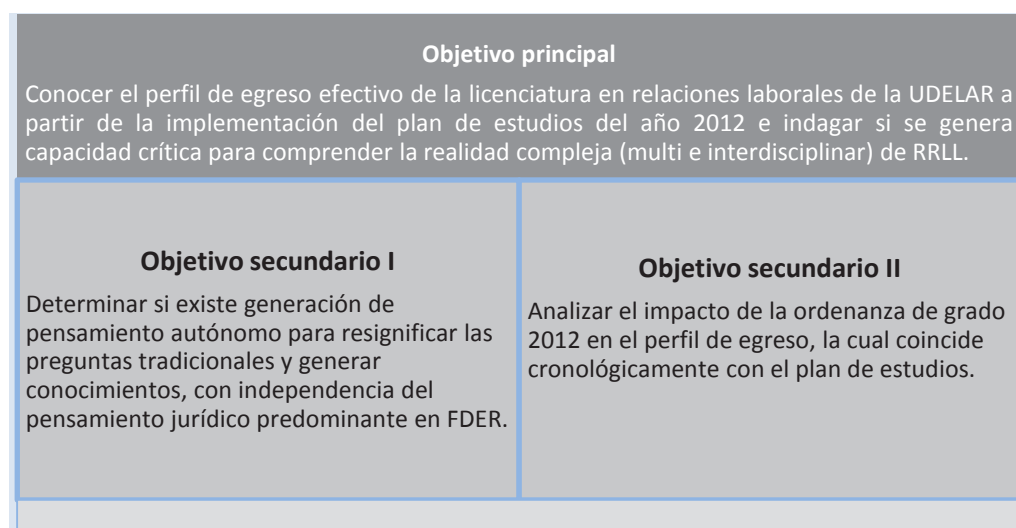 Objetivo principal
Conocer el perfil de egreso efectivo de la licenciatura en relaciones laborales de la UDELAR a
partir de la implementación del plan de estudios del año 2012 e indagar si se genera
capacidad crítica para comprender la realidad compleja (multi e interdisciplinar) de RRLL.
Objetivo secundario I
Determinar si existe generación de
pensamiento autónomo para resignificar las
preguntas tradicionales y generar
conocimientos, con independencia del
pensamiento jurídico predominante en FDER.
Objetivo secundario II
Analizar el impacto de la ordenanza de grado
2012 en el perfil de egreso, la cual coincide
cronológicamente con el plan de estudios.